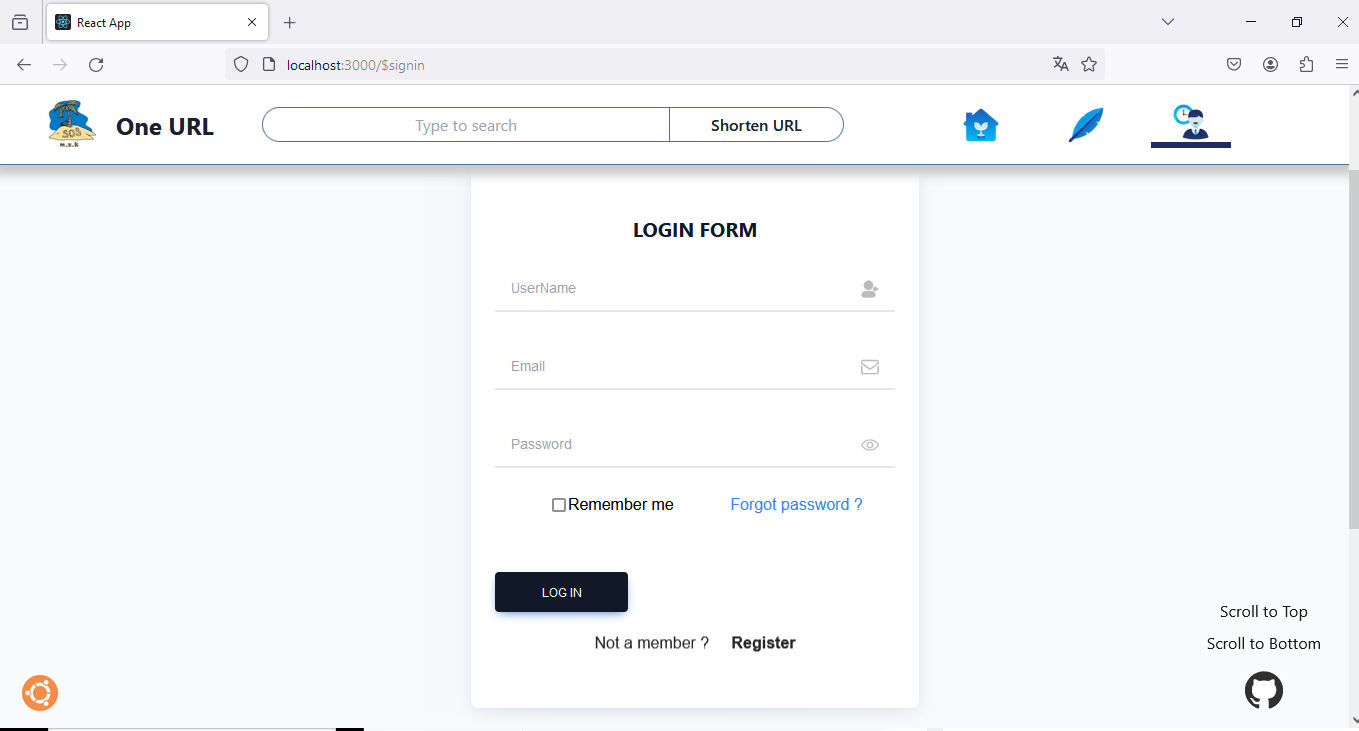 React App
localhost:3000/$signin
SOS
m.x.k
One URL
Type to search
Shorten URL
LOGIN FORM
UserName
Email
Password
Remember me
Forgot password ?
LOG IN
Not a member ?
Register
Scroll to Top
Scroll to Bottom